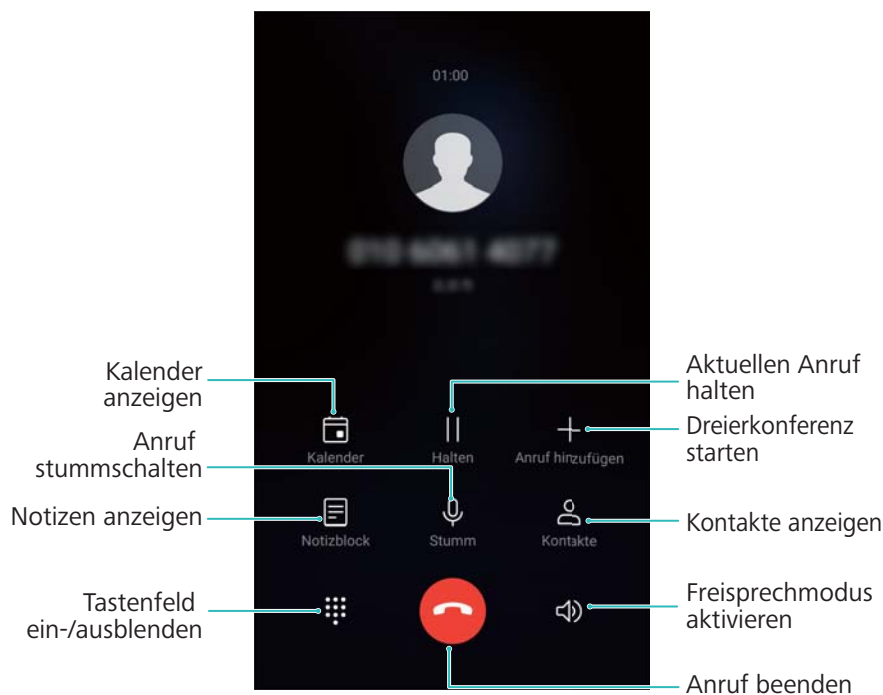 01:00
Kalender
anzeigen
Aktuellen Anruf
halten
Anruf
stummschalten
Dreierkonferenz
starten
Kalender
Halten
Anruf hinzufügen
Notizen anzeigen
Kontakte anzeigen
Notizblock
Stumm
Kontakte
Tastenfeld
ein-/ausblenden
Freisprechmodus
aktivieren
Anruf beenden